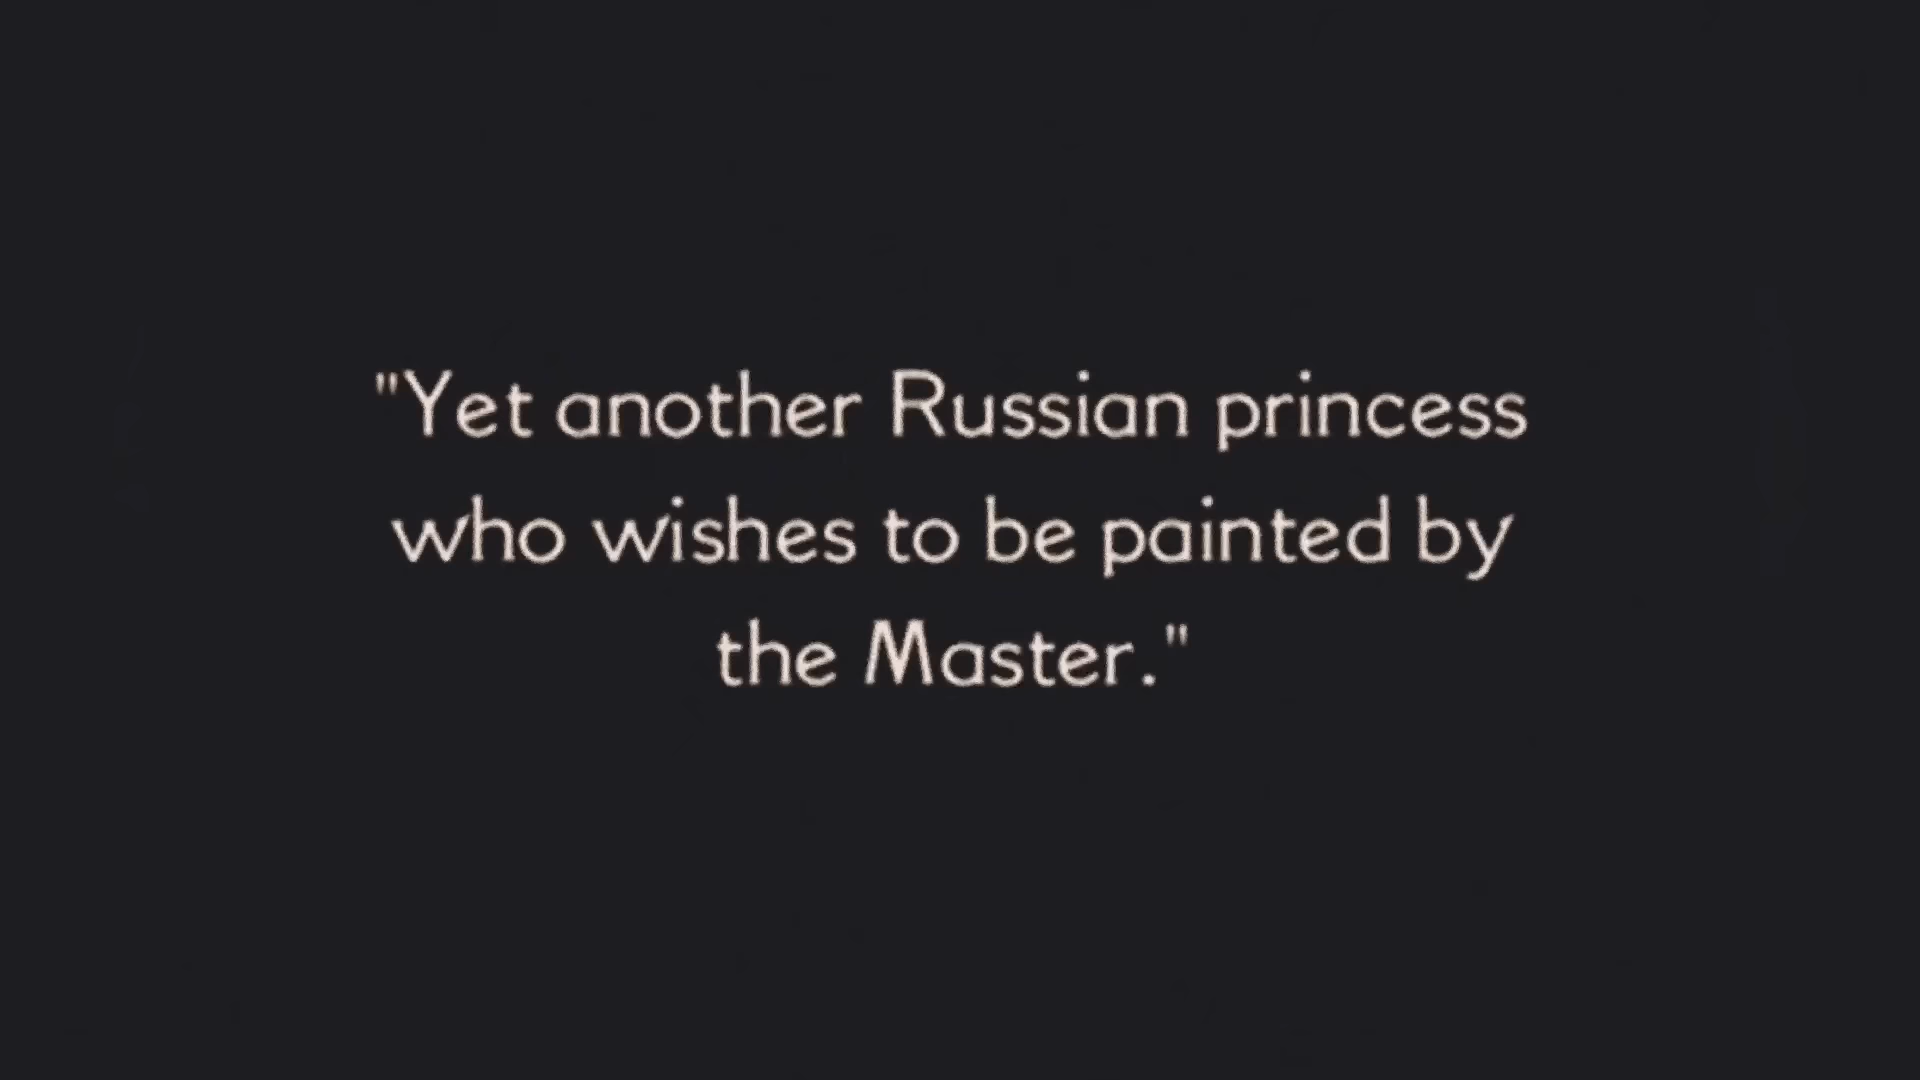 "Yet another Russian princess
who wishes to be painted by
the Master."